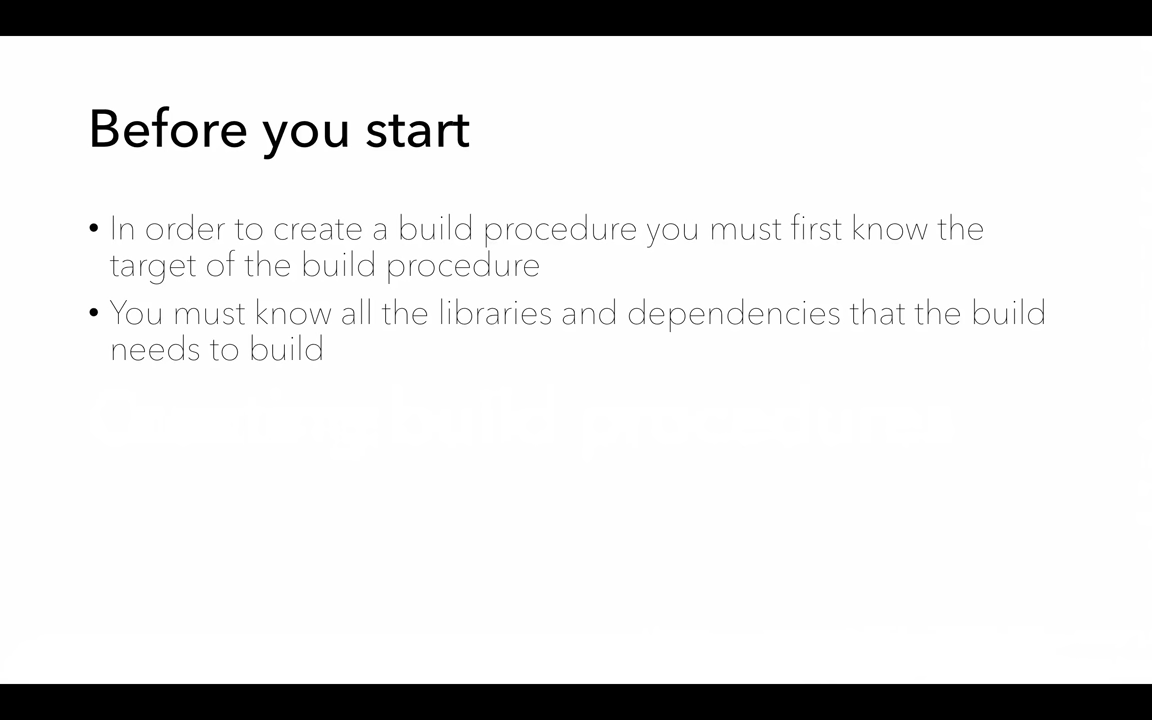 Before you start
• In order to create a build procedure you must first know the
target of the build procedure
• You must know all the libraries and dependencies that the build
needs to build